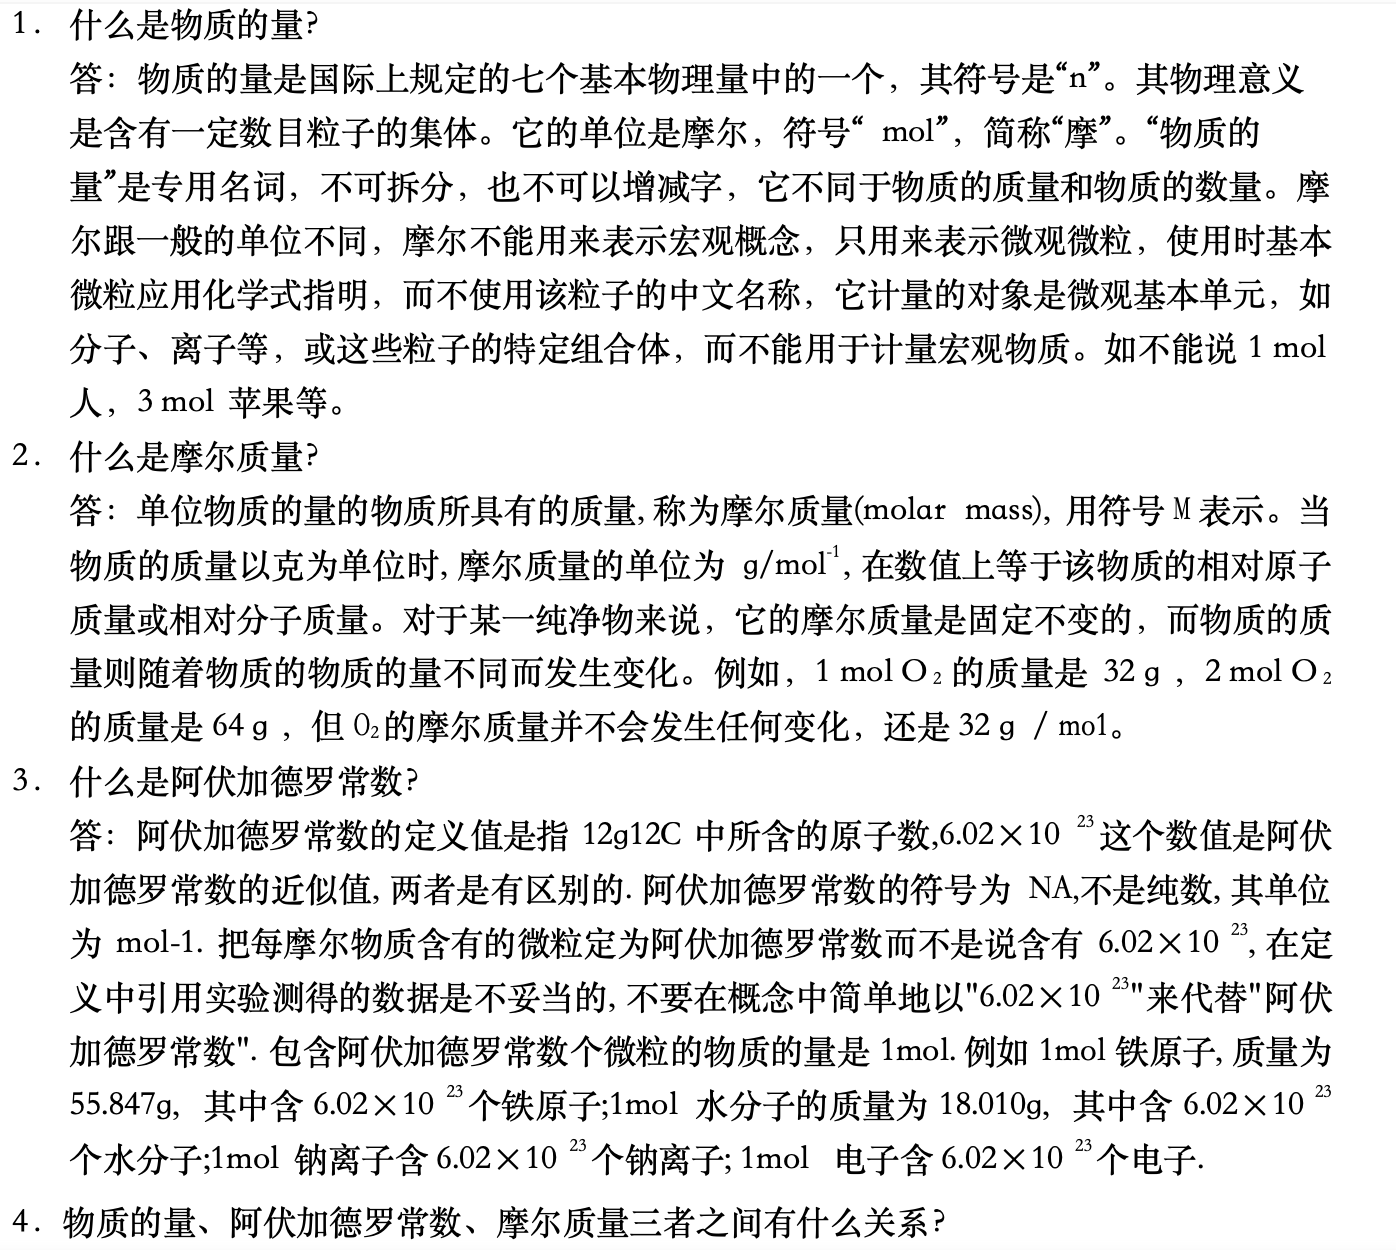 1. 什么是物质的量?
答：物质的量是国际上规定的七个基本物理量中的一个，其符号是“n”。其物理意义
是含有一定数目粒子的集体。它的单位是摩尔，符号“ mol”，简称“摩”。“物质的
量”是专用名词，不可拆分，也不可以增减字，它不同于物质的质量和物质的数量。摩
尔跟一般的单位不同，摩尔不能用来表示宏观概念，只用来表示微观微粒，使用时基本
微粒应用化学式指明，而不使用该粒子的中文名称，它计量的对象是微观基本单元，如
分子、离子等，或这些粒子的特定组合体，而不能用于计量宏观物质。如不能说 1 mol
人，3 mol 苹果等。
2. 什么是摩尔质量?
答：单位物质的量的物质所具有的质量, 称为摩尔质量(molar mass), 用符号 M 表示。当
物质的质量以克为单位时, 摩尔质量的单位为 g/mol⁻¹, 在数值上等于该物质的相对原子
质量或相对分子质量。对于某一纯净物来说，它的摩尔质量是固定不变的，而物质的质
量则随着物质的物质的量不同而发生变化。例如，1 mol O ₂ 的质量是 32 g ，2 mol O ₂
的质量是 64 g ，但 O₂的摩尔质量并不会发生任何变化，还是 32 g / mol。
3. 什么是阿伏加德罗常数?
答：阿伏加德罗常数的定义值是指 12g12C 中所含的原子数,6.02×10 ²³ 这个数值是阿伏
加德罗常数的近似值, 两者是有区别的. 阿伏加德罗常数的符号为 NA,不是纯数, 其单位
为 mol-1. 把每摩尔物质含有的微粒定为阿伏加德罗常数而不是说含有 6.02×10 ²³, 在定
义中引用实验测得的数据是不妥当的, 不要在概念中简单地以"6.02×10 ²³"来代替"阿伏
加德罗常数". 包含阿伏加德罗常数个微粒的物质的量是 1mol. 例如 1mol 铁原子, 质量为
55.847g, 其中含 6.02×10 ²³ 个铁原子;1mol 水分子的质量为 18.010g, 其中含 6.02×10 ²³
个水分子;1mol 钠离子含 6.02×10 ²³ 个钠离子; 1mol 电子含 6.02×10 ²³ 个电子.
4. 物质的量、阿伏加德罗常数、摩尔质量三者之间有什么关系?